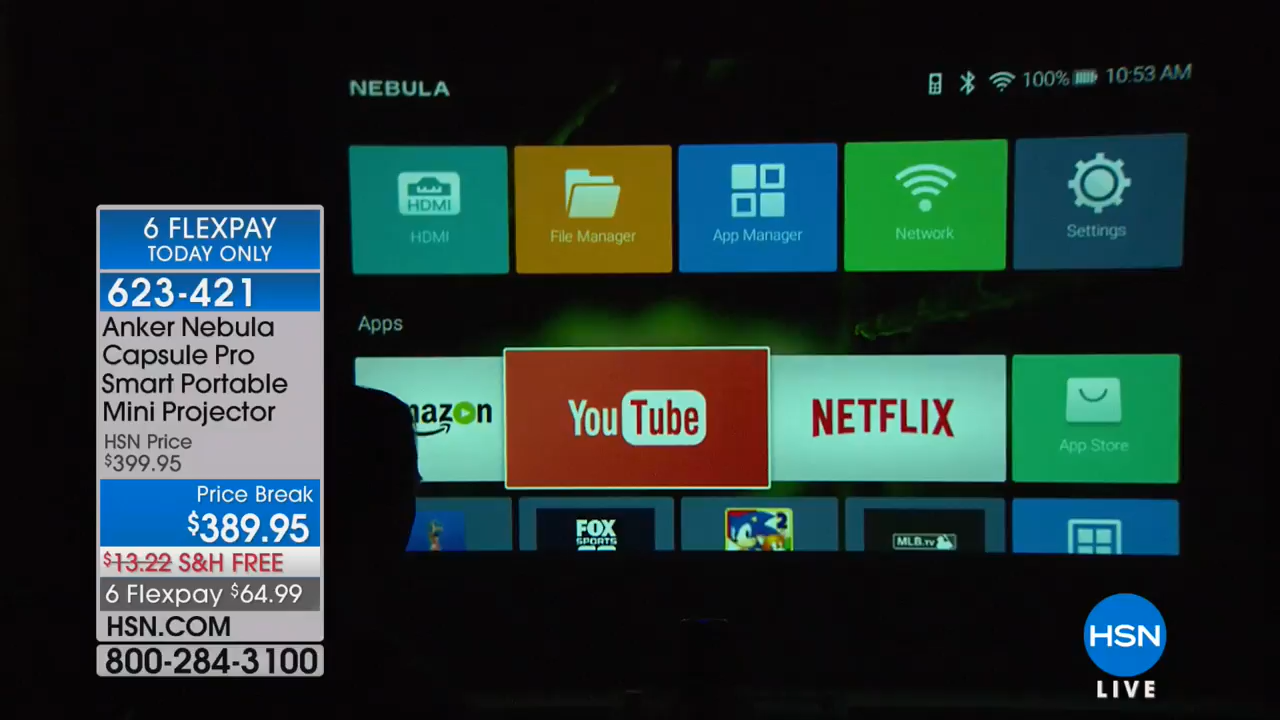 NEBULA
100% 10:53 AM
HDMI
HDMI
File Manager
App Manager
Network
Settings
Apps
mazon
YouTube
NETFLIX
App Store
FOX
SPORTS
2
MLB.TV
6 FLEXPAY
TODAY ONLY
623-421
Anker Nebula
Capsule Pro
Smart Portable
Mini Projector
HSN Price
$399.95
Price Break
$389.95
$13.22 S&H FREE
6 Flexpay $64.99
HSN.COM
800-284-3100
HSN
LIVE